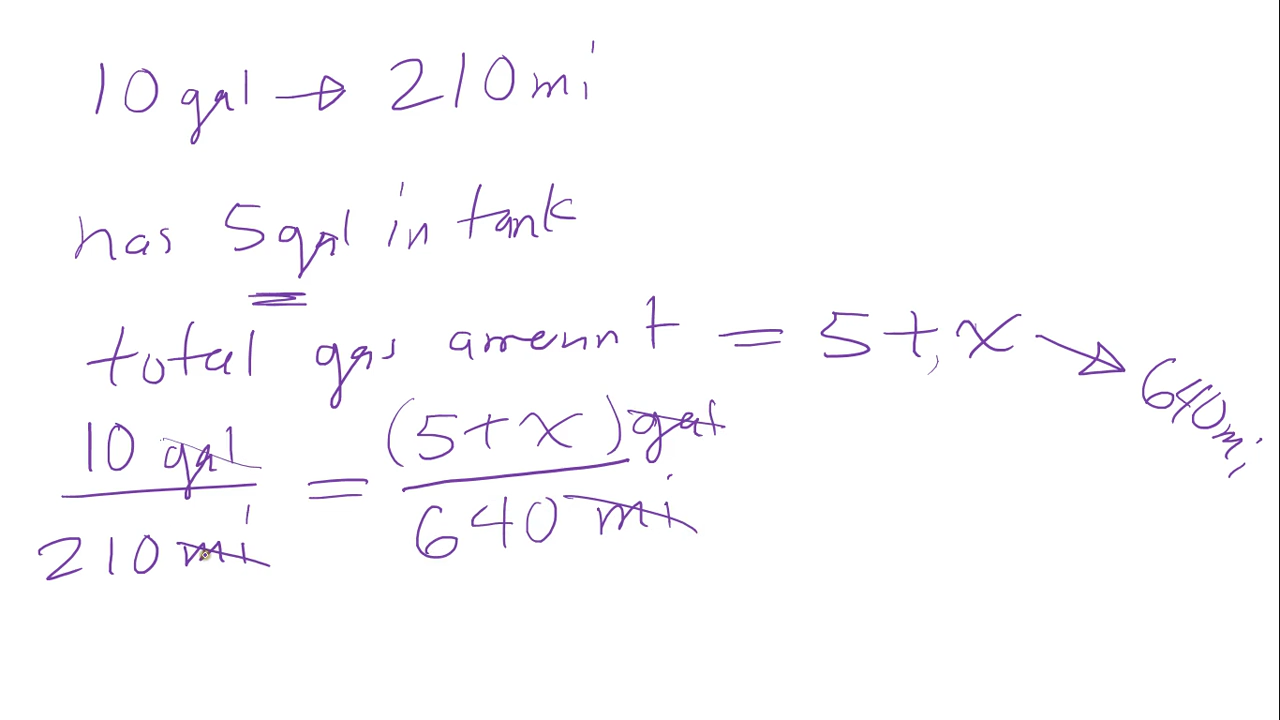 10 gal → 210 mi
has 5 gal in tank
total gas amount = 5 + x → 640 mi
10 gal = (5 + x) gal
210 mi 640 mi